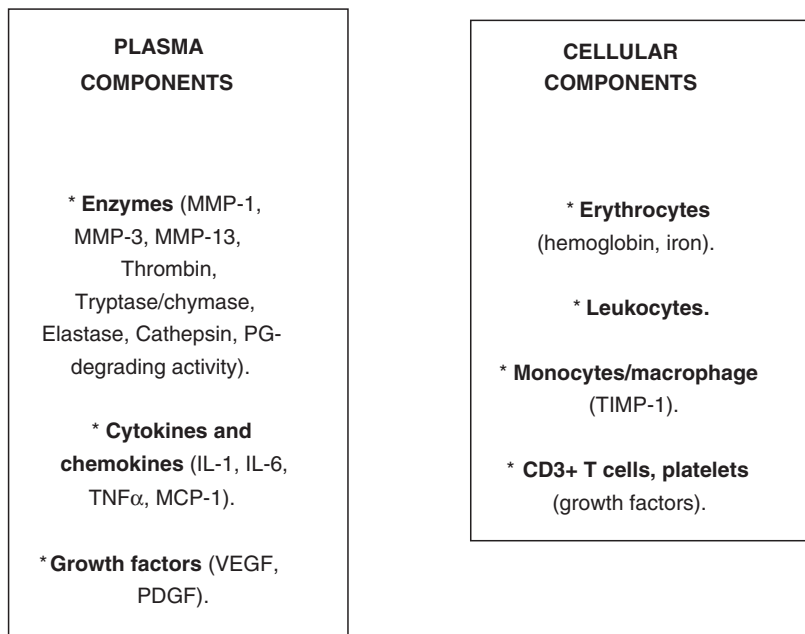 PLASMA
COMPONENTS
* Enzymes (MMP-1,
MMP-3, MMP-13,
Thrombin,
Tryptase/chymase,
Elastase, Cathepsin, PG-
degrading activity).
* Cytokines and
chemokines (IL-1, IL-6,
TNFα, MCP-1).
* Growth factors (VEGF,
PDGF).
CELLULAR
COMPONENTS
* Erythrocytes
(hemoglobin, iron).
* Leukocytes.
* Monocytes/macrophage
(TIMP-1).
* CD3+ T cells, platelets
(growth factors).